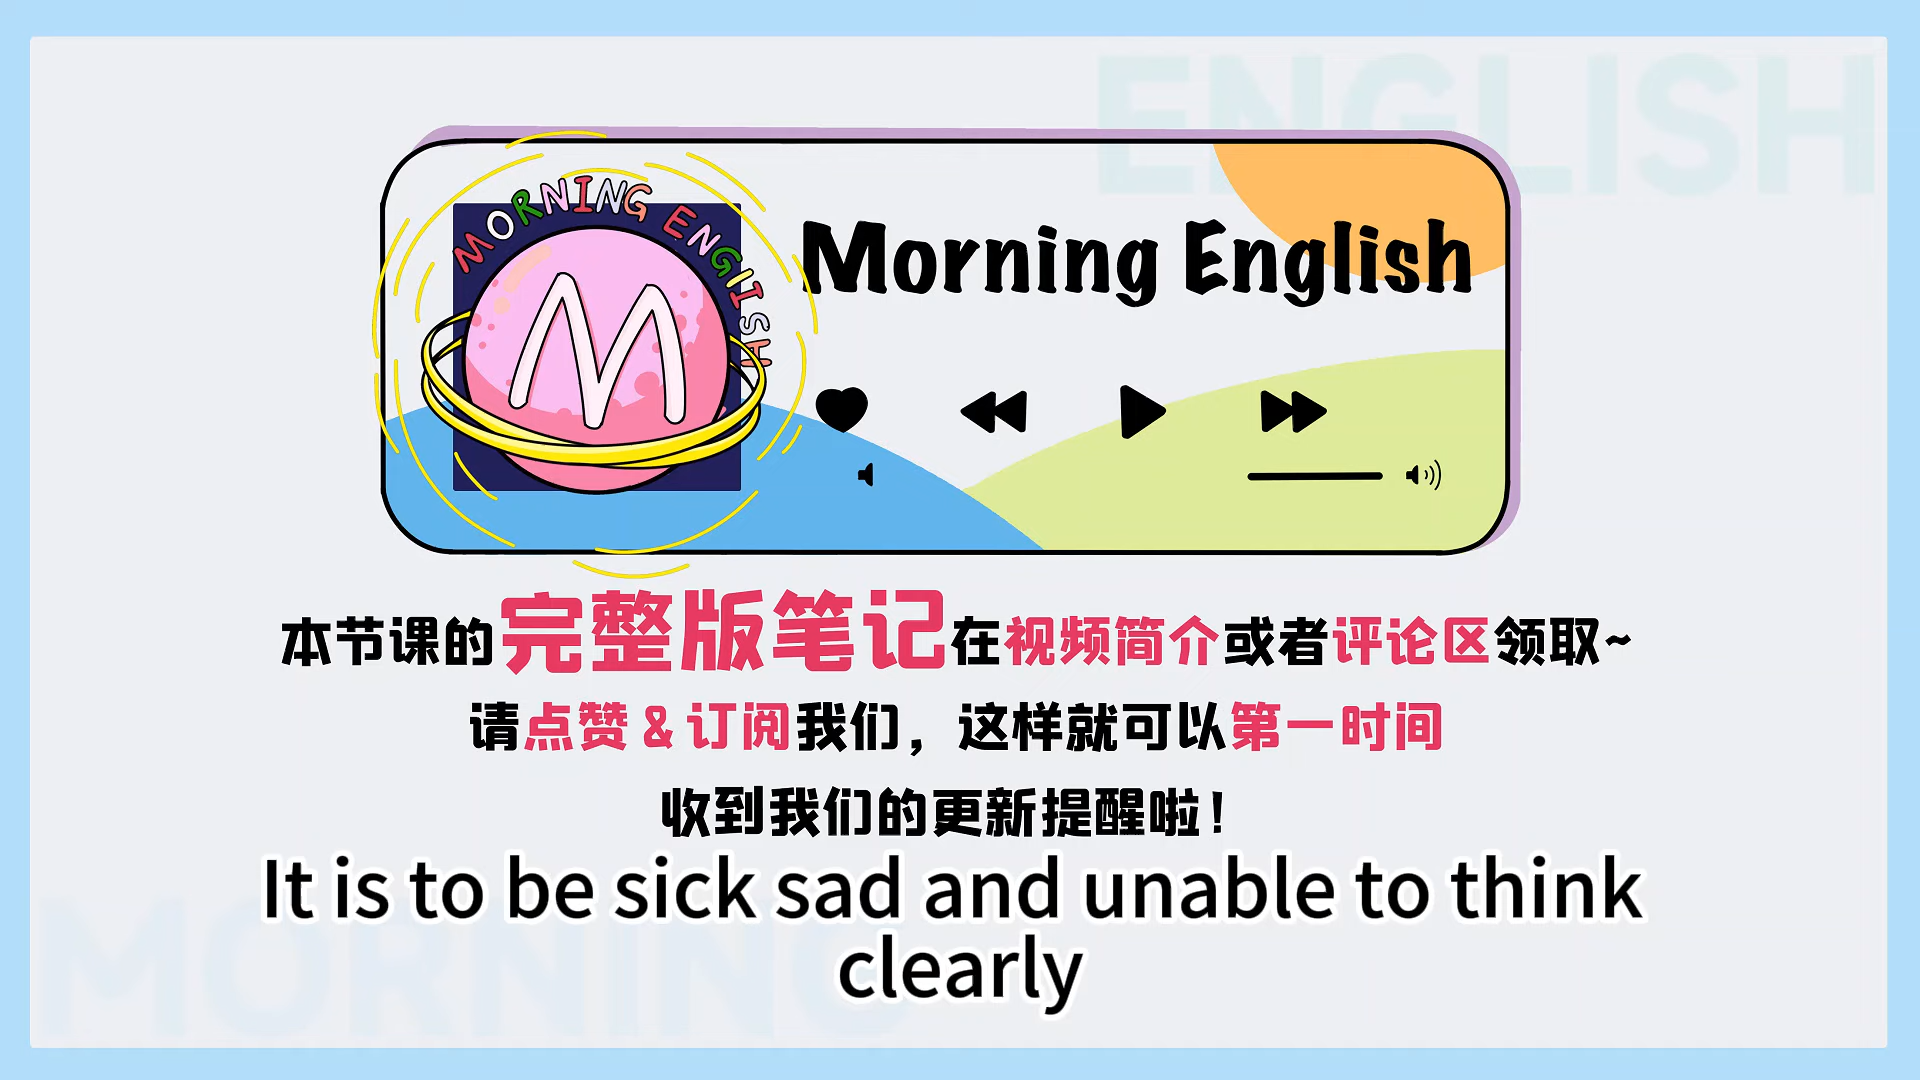 ENGLISH
MORNING ENGLISH
M
Morning English
本节课的完整版笔记在视频简介或者评论区领取~
请点赞&订阅我们，这样就可以第一时间
收到我们的更新提醒啦！
It is to be sick sad and unable to think
clearly
MORNING